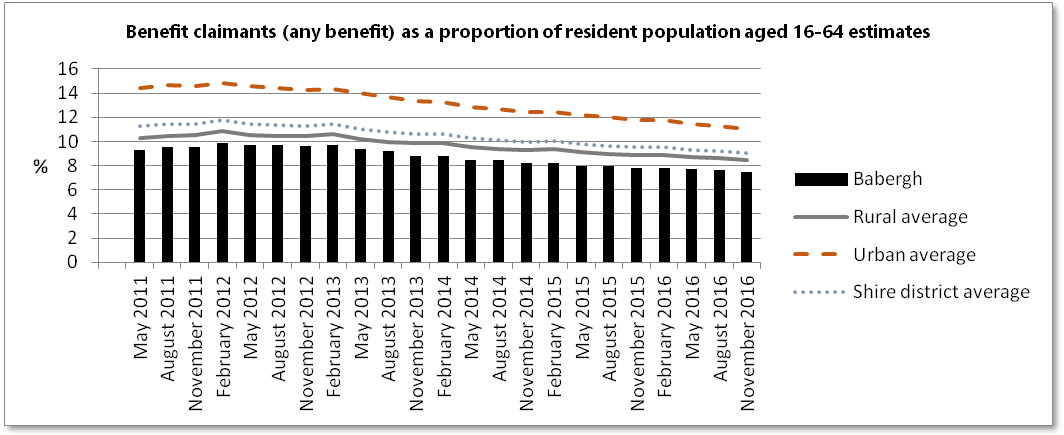 Benefit claimants (any benefit) as a proportion of resident population aged 16-64 estimates
16
14
12
10
8
6
4
2
0
%
May 2011
August 2011
November 2011
February 2012
May 2012
August 2012
November 2012
February 2013
May 2013
August 2013
November 2013
February 2014
May 2014
August 2014
November 2014
February 2015
May 2015
August 2015
November 2015
February 2016
May 2016
August 2016
November 2016
Babergh
Rural average
Urban average
Shire district average